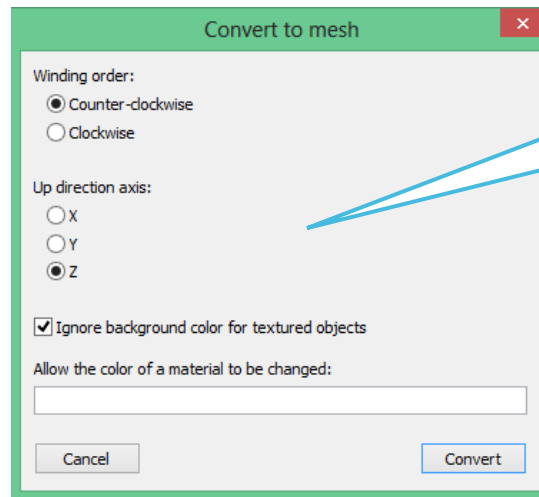 Convert to mesh
Winding order:
Counter-clockwise
Clockwise
Up direction axis:
X
Y
Z
Ignore background color for textured objects
Allow the color of a material to be changed:
Cancel Convert